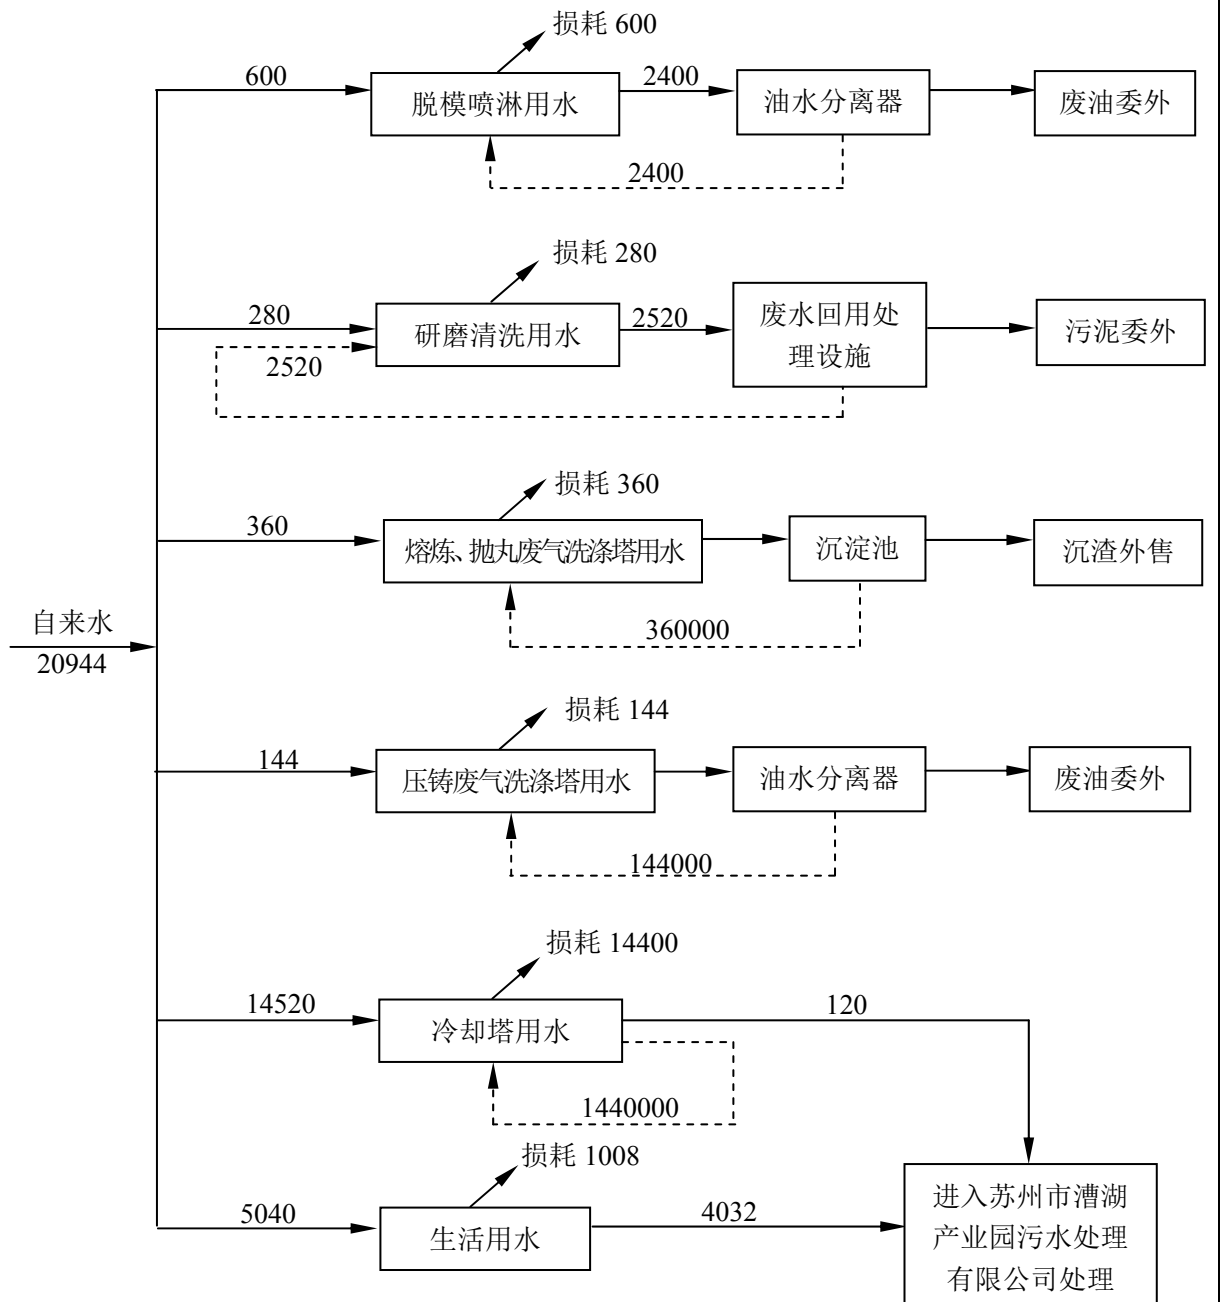 损耗 600
600
脱模喷淋用水
2400
油水分离器
废油委外
2400
损耗 280
280
研磨清洗用水
2520
废水回用处
理设施
污泥委外
2520
损耗 360
360
熔炼、抛丸废气洗涤塔用水
沉淀池
沉渣外售
360000
自来水
20944
损耗 144
144
压铸废气洗涤塔用水
油水分离器
废油委外
144000
损耗 14400
14520
冷却塔用水
120
1440000
损耗 1008
5040
生活用水
4032
进入苏州市漕湖
产业园污水处理
有限公司处理